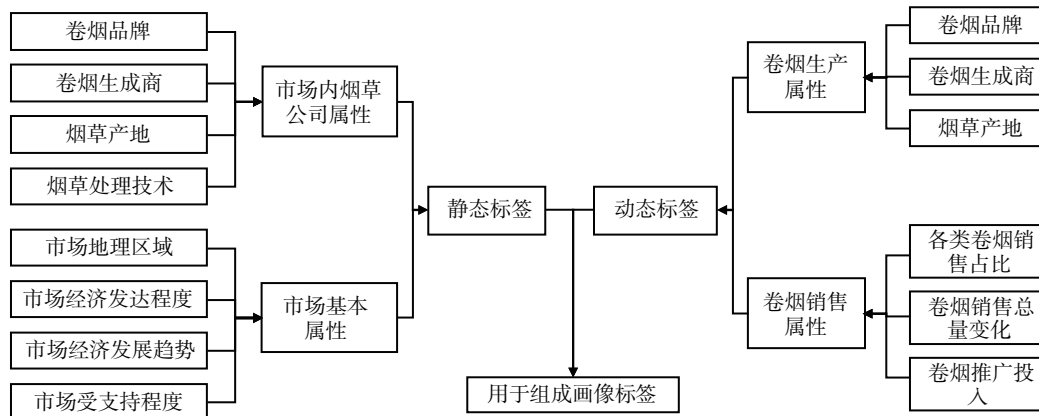 卷烟品牌
卷烟生成商
烟草产地
烟草处理技术
市场内烟草
公司属性
市场地理区域
市场经济发达程度
市场经济发展趋势
市场受支持程度
市场基本
属性
静态标签
动态标签
用于组成画像标签
卷烟生产
属性
卷烟品牌
卷烟生成商
烟草产地
卷烟销售
属性
各类卷烟销
售占比
卷烟销售总
量变化
卷烟推广投
入